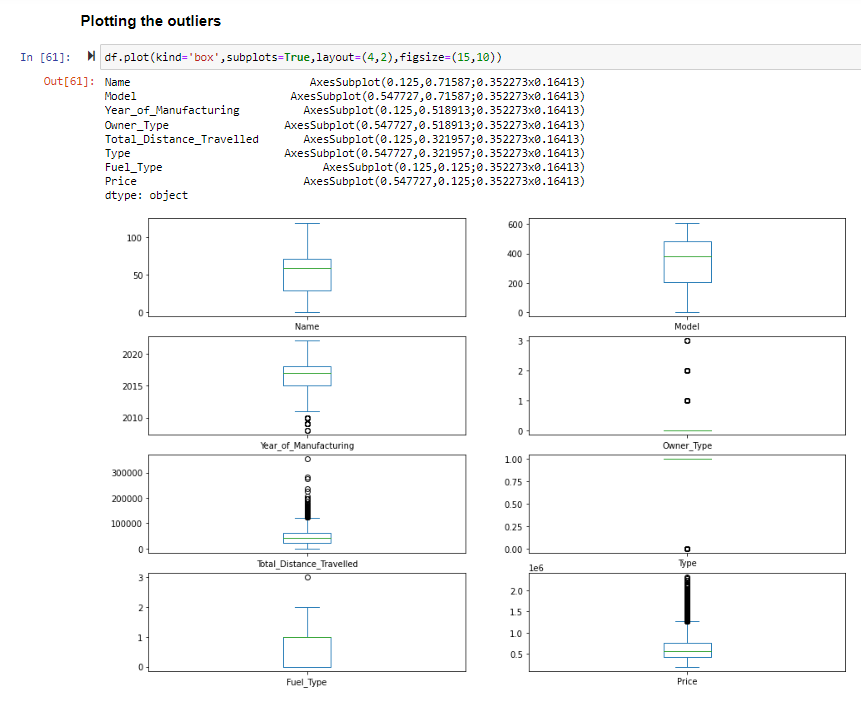 Plotting the outliers
In [61]: df.plot(kind='box',subplots=True,layout=(4,2),figsize=(15,10))
Out[61]: Name AxesSubplot(0.125,0.71587;0.352273x0.16413)
Model AxesSubplot(0.547727,0.71587;0.352273x0.16413)
Year_of_Manufacturing AxesSubplot(0.125,0.518913;0.352273x0.16413)
Owner_Type AxesSubplot(0.547727,0.518913;0.352273x0.16413)
Total_Distance_Travelled AxesSubplot(0.125,0.321957;0.352273x0.16413)
Type AxesSubplot(0.547727,0.321957;0.352273x0.16413)
Fuel_Type AxesSubplot(0.125,0.125;0.352273x0.16413)
Price AxesSubplot(0.547727,0.125;0.352273x0.16413)
dtype: object
100
50
0
Name
600
400
200
0
Model
2020
2015
2010
Year_of_Manufacturing
3
2
1
0
Owner_Type
300000
200000
100000
0
Total_Distance_Travelled
1.00
0.75
0.50
0.25
0.00
Type
3
2
1
0
Fuel_Type
1e6
2.0
1.5
1.0
0.5
Price